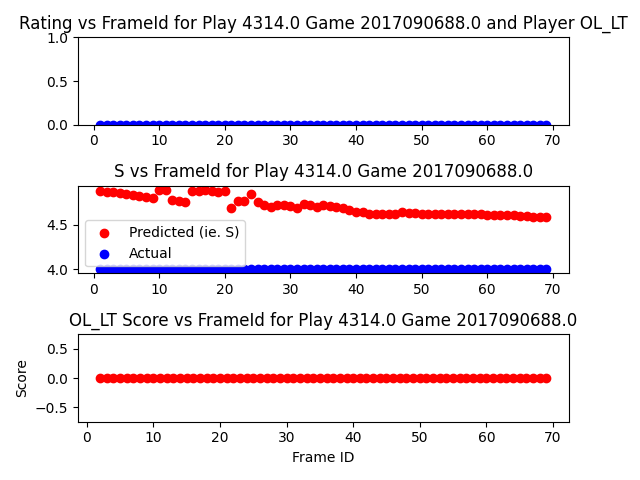 Rating vs FrameId for Play 4314.0 Game 2017090688.0 and Player OL_LT
1.0
0.5
0.0
0 10 20 30 40 50 60 70
S vs FrameId for Play 4314.0 Game 2017090688.0
4.5
4.0
Predicted (ie. S)
Actual
0 10 20 30 40 50 60 70
OL_LT Score vs FrameId for Play 4314.0 Game 2017090688.0
Score
0.5
0.0
−0.5
0 10 20 30 40 50 60 70
Frame ID